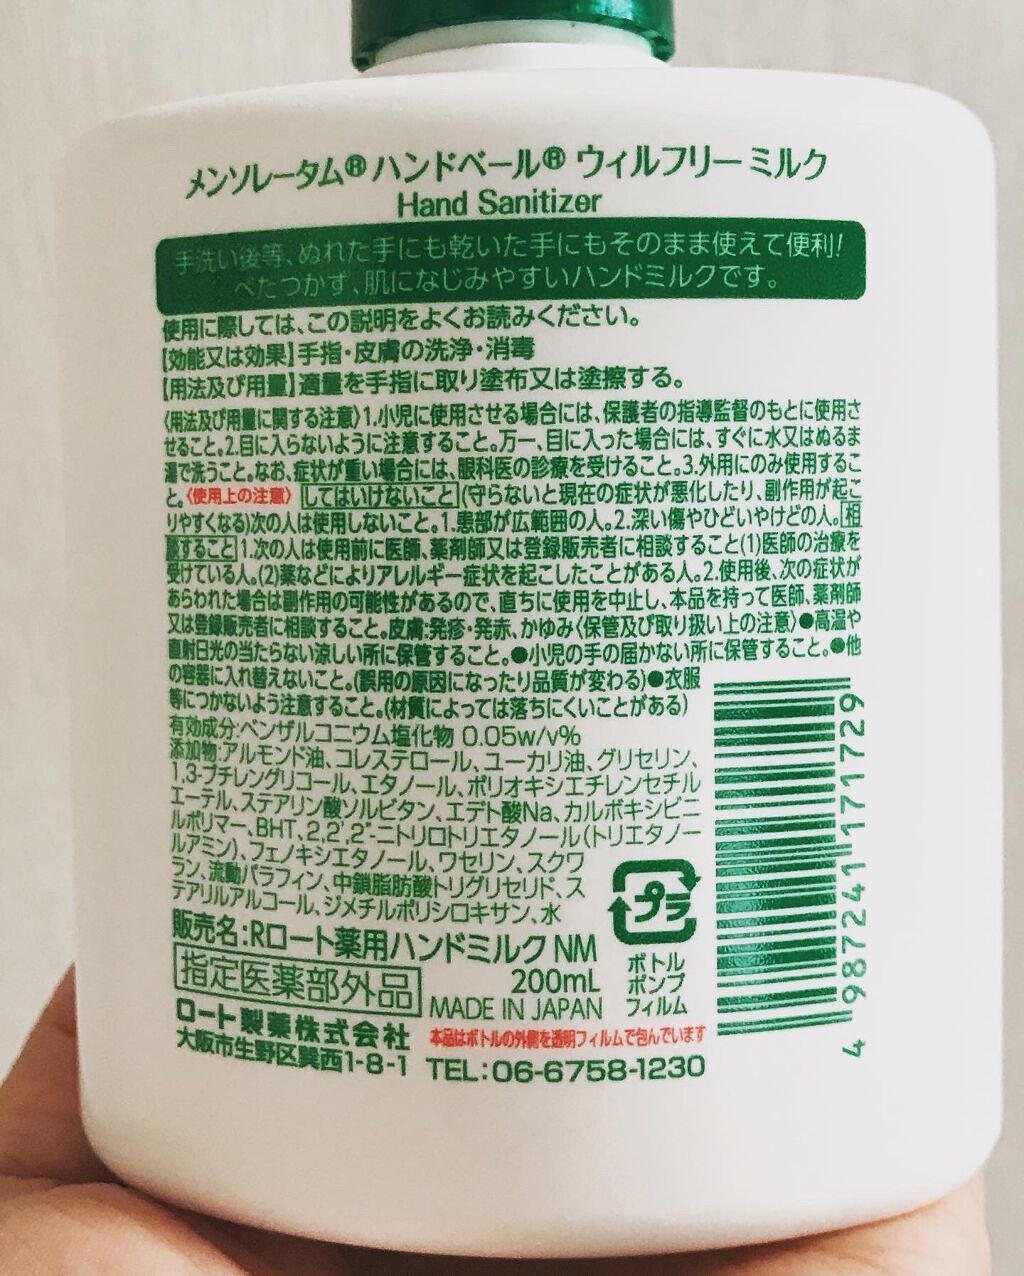 メンソレータム® ハンドベール® ウィルフリー ミルク
Hand Sanitizer
手洗い後等、ぬれた手にも乾いた手にもそのまま使えて便利!
べたつかず、肌になじみやすいハンドミルクです。
使用に際しては、この説明をよくお読みください。
【効能又は効果】手指・皮膚の洗浄・消毒
【用法及び用量】適量を手指に取り塗布又は塗擦する。
〈用法及び用量に関する注意〉1.小児に使用させる場合には、保護者の指導監督のもとに使用さ
せること。2.目に入らないように注意すること。万一、目に入った場合には、すぐに水又はぬるま
湯で洗うこと。なお、症状が重い場合には、眼科医の診療を受けること。3.外用にのみ使用するこ
と。〈使用上の注意〉 してはいけないこと (守らないと現在の症状が悪化したり、副作用が起こ
りやすくなる)次の人は使用しないこと。1.患部が広範囲の人。2.深い傷やひどいやけどの人。相
談すること 1.次の人は使用前に医師、薬剤師又は登録販売者に相談すること(1)医師の治療を
受けている人。(2)薬などによりアレルギー症状を起こしたことがある人。2.使用後、次の症状が
あらわれた場合は副作用の可能性があるので、直ちに使用を中止し、本品を持って医師、薬剤師
又は登録販売者に相談すること。皮膚:発疹・発赤、かゆみ〈保管及び取り扱い上の注意〉●高温や
直射日光の当たらない涼しい所に保管すること。●小児の手の届かない所に保管すること。●他
の容器に入れ替えないこと。(誤用の原因になったり品質が変わる)●衣服
等につかないよう注意すること。(材質によっては落ちにくいことがある)
有効成分:ベンザルコニウム塩化物 0.05w/v%
添加物:アルモンド油、コレステロール、ユーカリ油、グリセリン、
1,3-ブチレングリコール、エタノール、ポリオキシエチレンセチル
エーテル、ステアリン酸ソルビタン、エデト酸Na、カルボキシビニ
ルポリマー、BHT、2,2',2"-ニトリロトリエタノール(トリエタノー
ルアミン)、フェノキシエタノール、ワセリン、スクワ
ラン、流動パラフィン、中鎖脂肪酸トリグリセリド、ス
テアリルアルコール、ジメチルポリシロキサン、水
販売名:Rロート薬用ハンドミルク NM
指定医薬部外品
200mL
MADE IN JAPAN
プラ
ボトル
ポンプ
フィルム
ロート製薬株式会社
大阪市生野区巽西1-8-1
本品はボトルの外側を透明フィルムで包んでいます
TEL:06-6758-1230
4 987241 171729